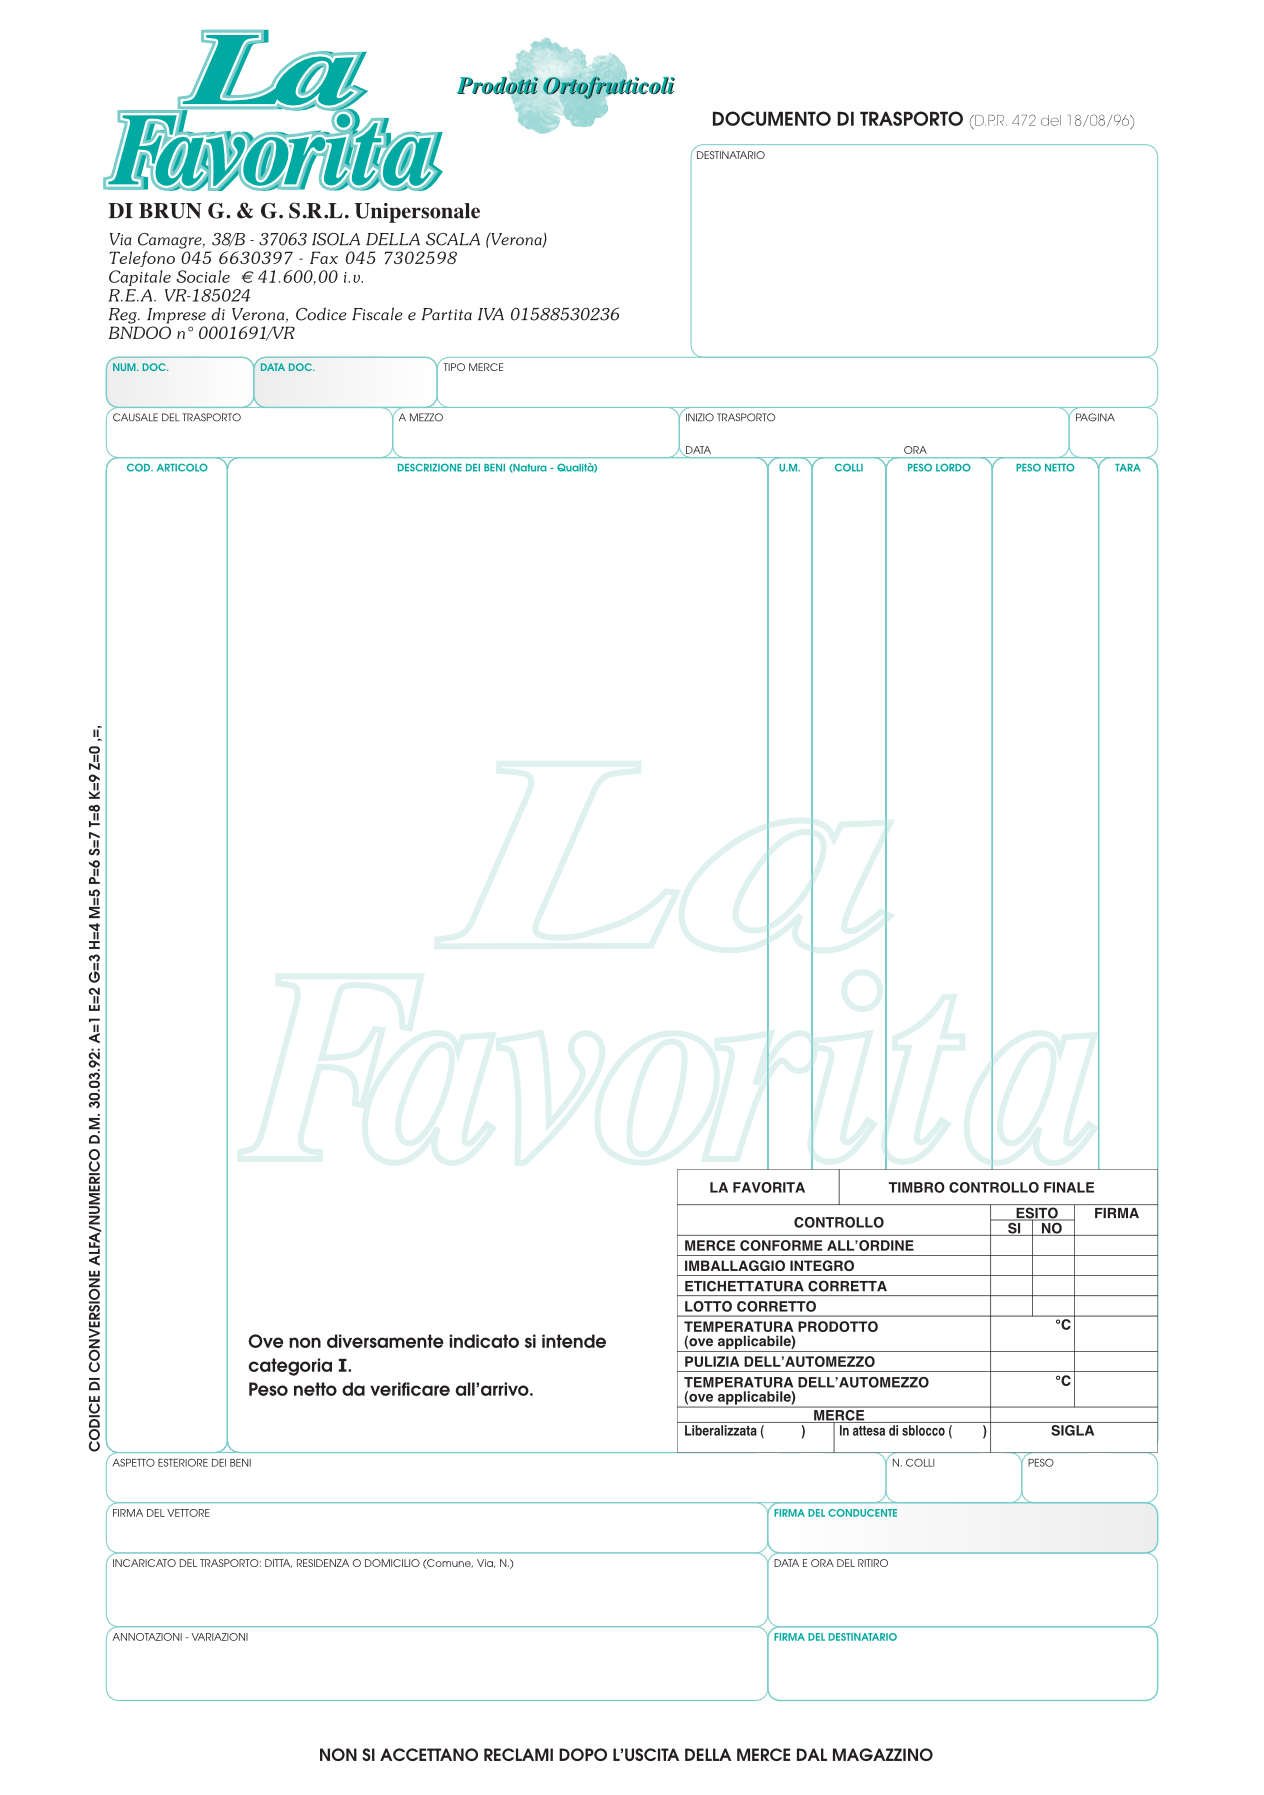 La
Favorita
Prodotti Ortofrutticoli
DOCUMENTO DI TRASPORTO (D.P.R. 472 del 18/08/96)
DESTINATARIO
DI BRUN G. & G. S.R.L. Unipersonale
Via Camagre, 38/B - 37063 ISOLA DELLA SCALA (Verona)
Telefono 045 6630397 - Fax 045 7302598
Capitale Sociale € 41.600,00 i.v.
R.E.A. VR-185024
Reg. Imprese di Verona, Codice Fiscale e Partita IVA 01588530236
BNDOO n° 0001691/VR
NUM. DOC. DATA DOC. TIPO MERCE
CAUSALE DEL TRASPORTO A MEZZO INIZIO TRASPORTO PAGINA
DATA ORA
COD. ARTICOLO DESCRIZIONE DEI BENI (Natura - Qualità) U.M. COLLI PESO LORDO PESO NETTO TARA
CODICE DI CONVERSIONE ALFA/NUMERICO D.M. 30.03.92: A=1 E=2 G=3 H=4 M=5 P=6 S=7 T=8 K=9 Z=0 ,=,
La
Favorita
LA FAVORITA TIMBRO CONTROLLO FINALE
CONTROLLO ESITO FIRMA
SI NO
MERCE CONFORME ALL'ORDINE
IMBALLAGGIO INTEGRO
ETICHETTATURA CORRETTA
LOTTO CORRETTO
TEMPERATURA PRODOTTO °C
(ove applicabile)
PULIZIA DELL'AUTOMEZZO
TEMPERATURA DELL'AUTOMEZZO °C
(ove applicabile)
MERCE
Liberalizzata ( ) In attesa di sblocco ( ) SIGLA
Ove non diversamente indicato si intende
categoria I.
Peso netto da verificare all'arrivo.
ASPETTO ESTERIORE DEI BENI N. COLLI PESO
FIRMA DEL VETTORE FIRMA DEL CONDUCENTE
INCARICATO DEL TRASPORTO: DITTA, RESIDENZA O DOMICILIO (Comune, Via, N.) DATA E ORA DEL RITIRO
ANNOTAZIONI - VARIAZIONI FIRMA DEL DESTINATARIO
NON SI ACCETTANO RECLAMI DOPO L'USCITA DELLA MERCE DAL MAGAZZINO